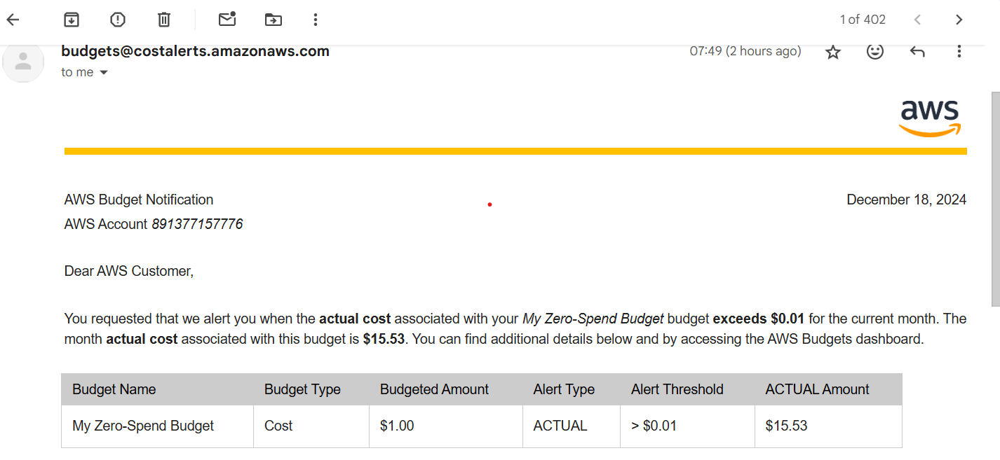 1 of 402
budgets@costalerts.amazonaws.com
07:49 (2 hours ago)
to me
aws
AWS Budget Notification
December 18, 2024
AWS Account 891377157776
Dear AWS Customer,
You requested that we alert you when the actual cost associated with your My Zero-Spend Budget budget exceeds $0.01 for the current month. The
month actual cost associated with this budget is $15.53. You can find additional details below and by accessing the AWS Budgets dashboard.
Budget Name Budget Type Budgeted Amount Alert Type Alert Threshold ACTUAL Amount
My Zero-Spend Budget Cost $1.00 ACTUAL > $0.01 $15.53